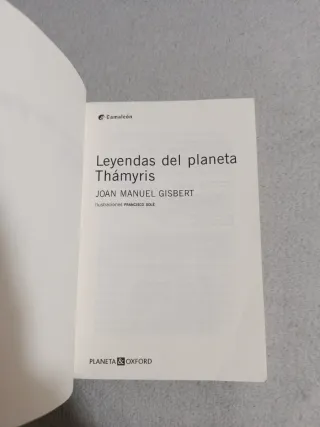 Camaleón
Leyendas del planeta
Thámyris
JOAN MANUEL GISBERT
Ilustraciones FRANCISCO SOLÉ
PLANETA & OXFORD